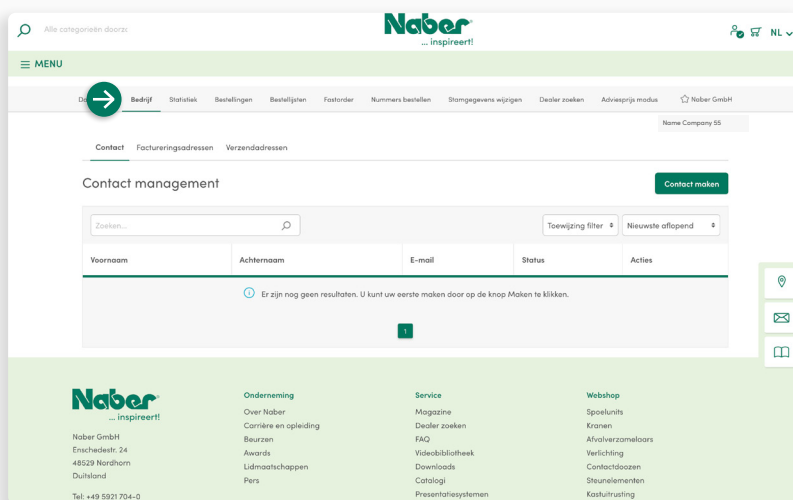 Alle categorieën doorzo
Naber
... inspireert!
NL
MENU
Bedrijf Statistiek Bestellingen Bestellijsten Fastorder Nummers bestellen Stamgegevens wijzigen Dealer zoeken Adviesprijs modus Naber GmbH
Name Company 55
Contact Factureringsadressen Verzendadressen
Contact management
Contact maken
Zoeken...
Toewijzing filter Nieuwste aflopend
Voornaam Achternaam E-mail Status Acties
Er zijn nog geen resultaten. U kunt uw eerste maken door op de knop Maken te klikken.
1
Naber
... inspireert!
Naber GmbH
Enschedestr. 24
48529 Nordhorn
Duitsland
Tel: +49 5921 704-0
Onderneming
Over Naber
Carrière en opleiding
Beurzen
Awards
Lidmaatschappen
Pers
Service
Magazine
Dealer zoeken
FAQ
Videobibliotheek
Downloads
Catalogi
Presentatiesystemen
Webshop
Spoelunits
Kranen
Afvalverzamelaars
Verlichting
Contactdoozen
Steunelementen
Kastuitrusting